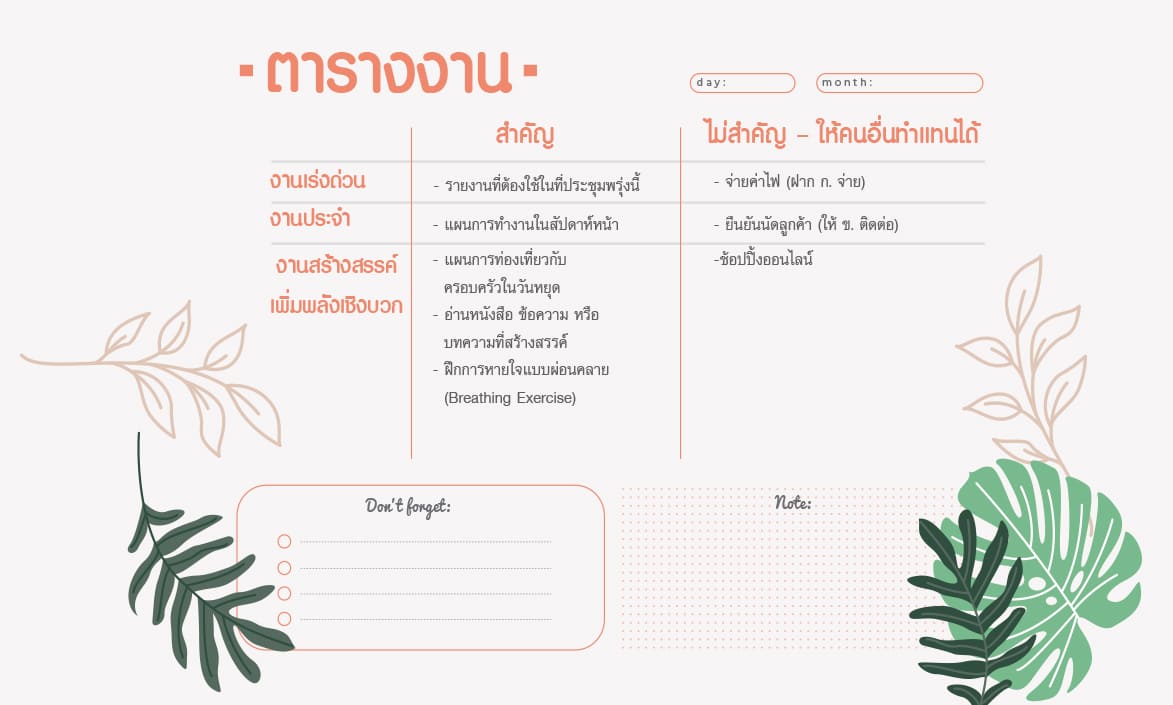 ตารางงาน
day:
month:
สำคัญ
ไม่สำคัญ – ให้คนอื่นทำแทนได้
งานเร่งด่วน
- รายงานที่ต้องใช้ในที่ประชุมพรุ่งนี้
- จ่ายค่าไฟ (ฝาก ก. จ่าย)
งานประจำ
- แผนการทำงานในสัปดาห์หน้า
- ยืนยันนัดลูกค้า (ให้ ข. ติดต่อ)
งานสร้างสรรค์
เพิ่มพลังเชิงบวก
- แผนการท่องเที่ยวกับ
ครอบครัวในวันหยุด
- อ่านหนังสือ ข้อความ หรือ
บทความที่สร้างสรรค์
- ฝึกการหายใจแบบผ่อนคลาย
(Breathing Exercise)
-ช้อปปิ้งออนไลน์
Don't forget:
Note: